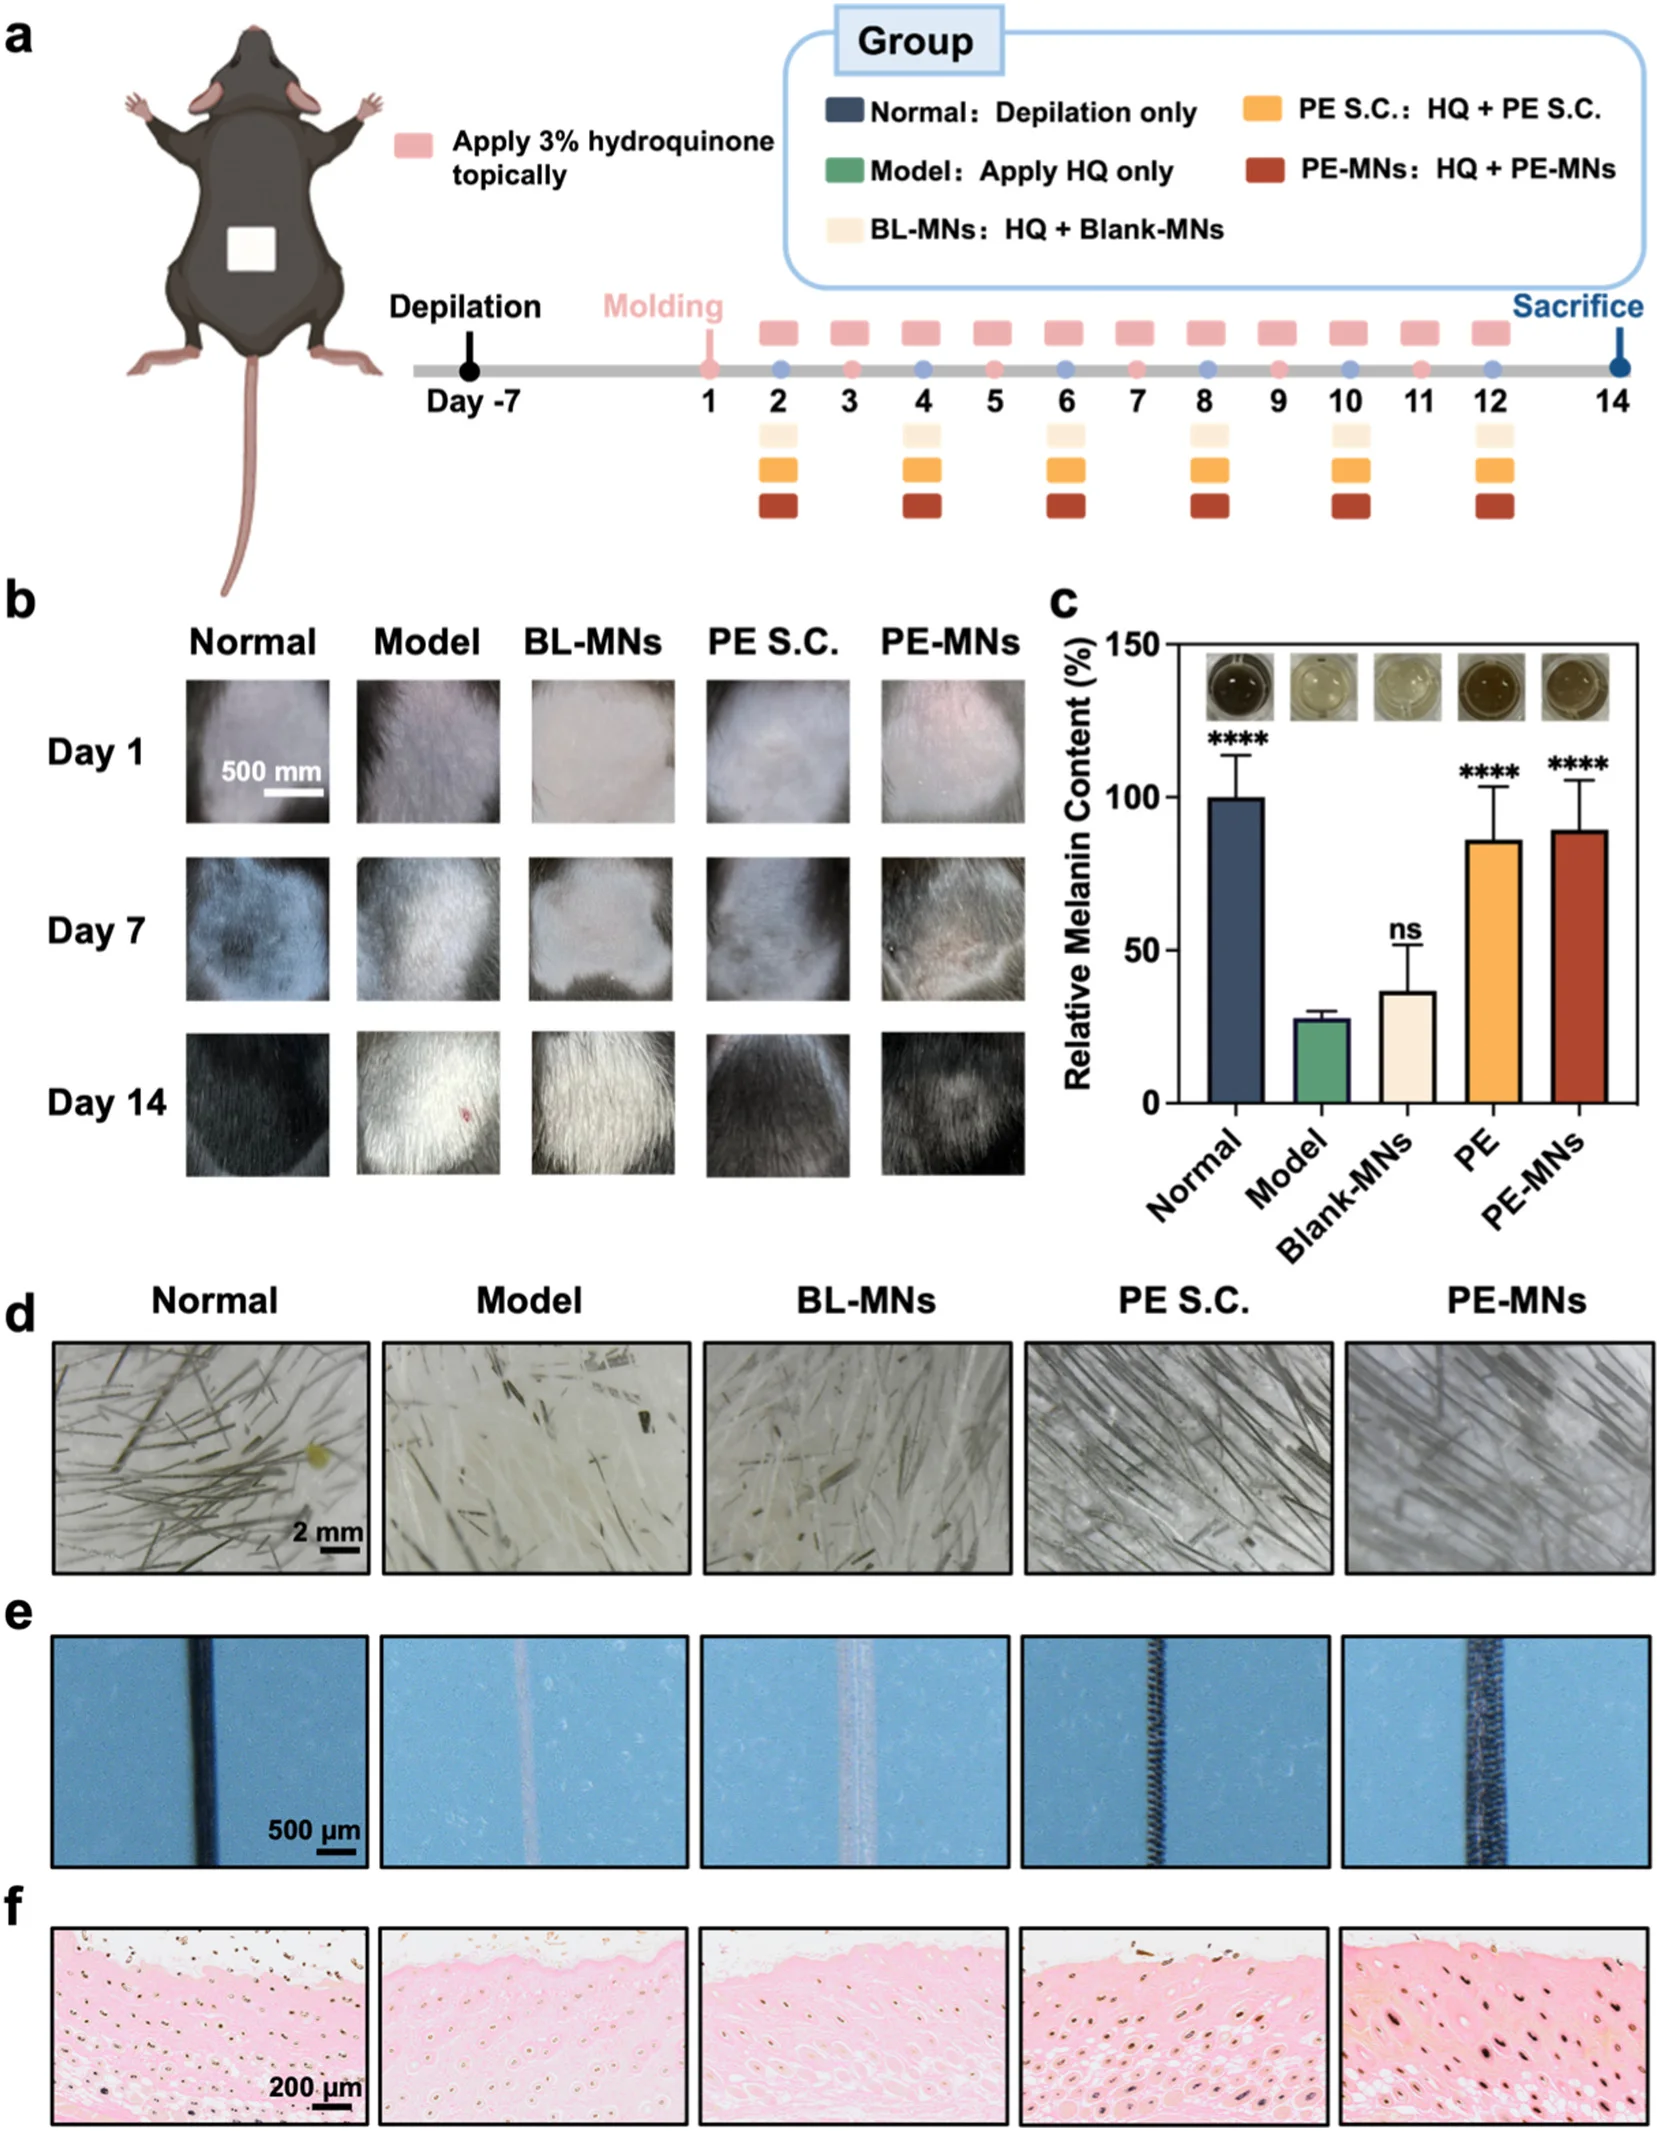 a
Group
Normal: Depilation only
PE S.C.: HQ + PE S.C.
Model: Apply HQ only
PE-MNs: HQ + PE-MNs
BL-MNs: HQ + Blank-MNs
Apply 3% hydroquinone
topically
Depilation
Molding
Sacrifice
Day -7
1
2
3
4
5
6
7
8
9
10
11
12
14
b
Normal
Model
BL-MNs
PE S.C.
PE-MNs
Day 1
500 mm
Day 7
Day 14
c
Relative Melanin Content (%)
150
100
50
0
****
ns
****
****
Normal
Model
Blank-MNs
PE
PE-MNs
d
Normal
Model
BL-MNs
PE S.C.
PE-MNs
2 mm
e
500 µm
f
200 µm